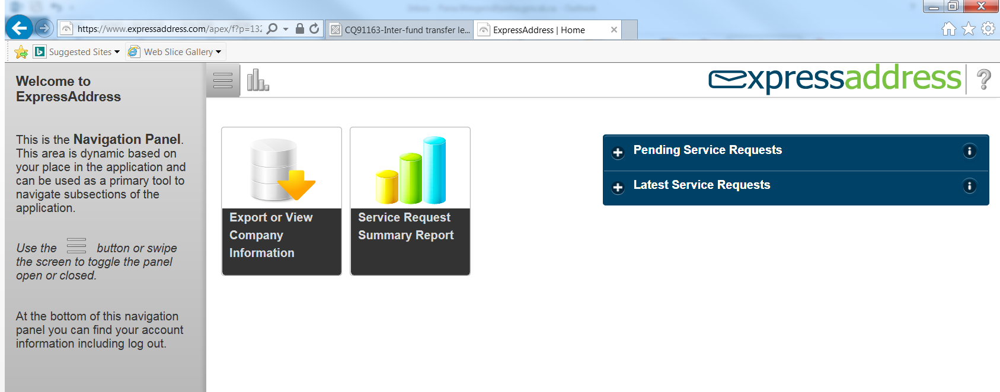 https://www.expressaddress.com/apex/f?p=132
CQ91163-Inter-fund transfer le...
ExpressAddress | Home
Suggested Sites
Web Slice Gallery
Welcome to
ExpressAddress
expressaddress
This is the Navigation Panel.
This area is dynamic based on
your place in the application and
can be used as a primary tool to
navigate subsections of the
application.
Use the button or swipe
the screen to toggle the panel
open or closed.
At the bottom of this navigation
panel you can find your account
information including log out.
Export or View
Company
Information
Service Request
Summary Report
Pending Service Requests
Latest Service Requests